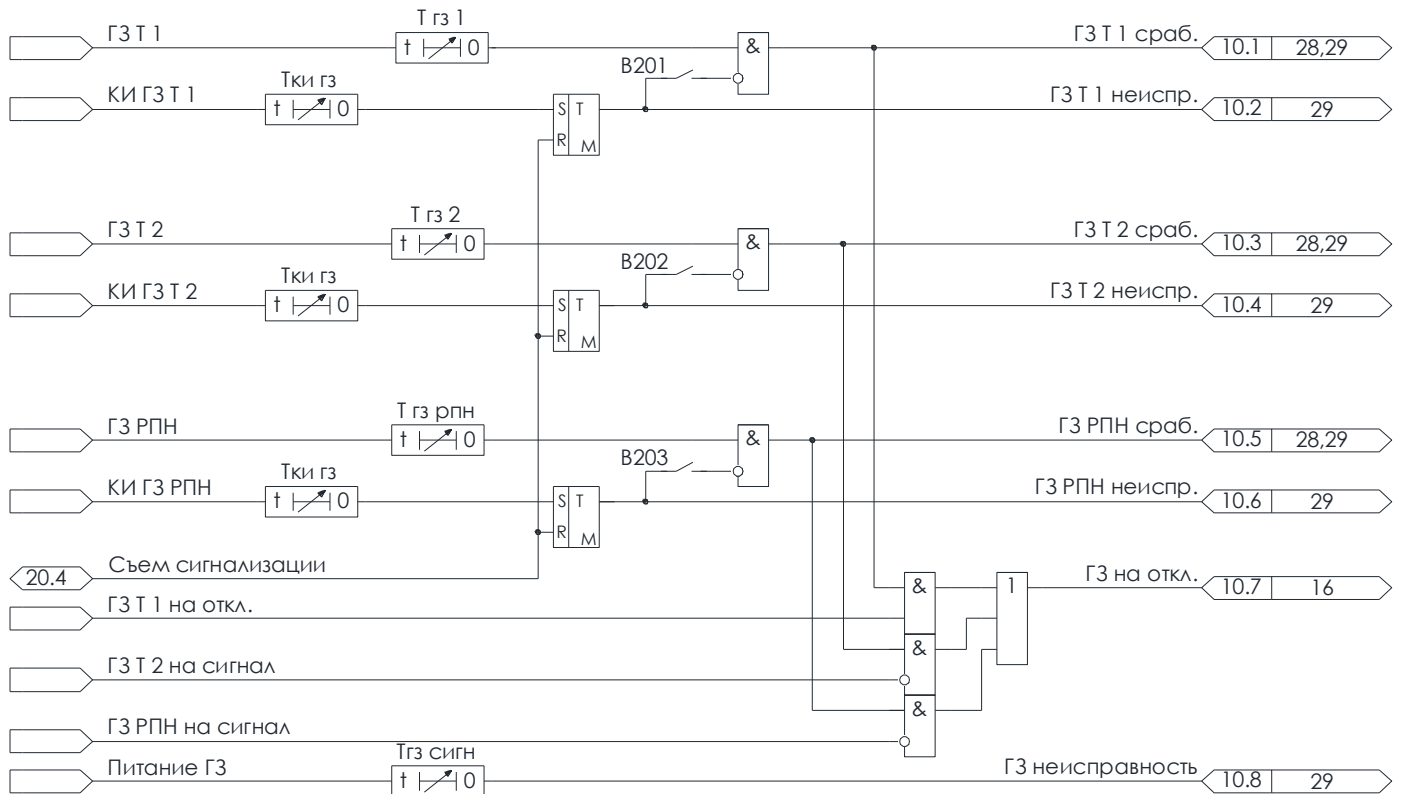 Т гз 1
ГЗ Т 1
t 0
&
ГЗ Т 1 сраб.
10.1 28,29
В201
Тки гз
КИ ГЗ Т 1
t 0
S T
R
M
ГЗ Т 1 неиспр.
10.2 29
Т гз 2
ГЗ Т 2
t 0
&
ГЗ Т 2 сраб.
10.3 28,29
В202
Тки гз
КИ ГЗ Т 2
t 0
S T
R
M
ГЗ Т 2 неиспр.
10.4 29
Т гз рпн
ГЗ РПН
t 0
&
ГЗ РПН сраб.
10.5 28,29
В203
Тки гз
КИ ГЗ РПН
t 0
S T
R
M
ГЗ РПН неиспр.
10.6 29
20.4
Съем сигнализации
&
1
ГЗ на откл.
10.7 16
ГЗ Т 1 на откл.
&
ГЗ Т 2 на сигнал
&
ГЗ РПН на сигнал
Тгз сигн
Питание ГЗ
t 0
ГЗ неисправность
10.8 29